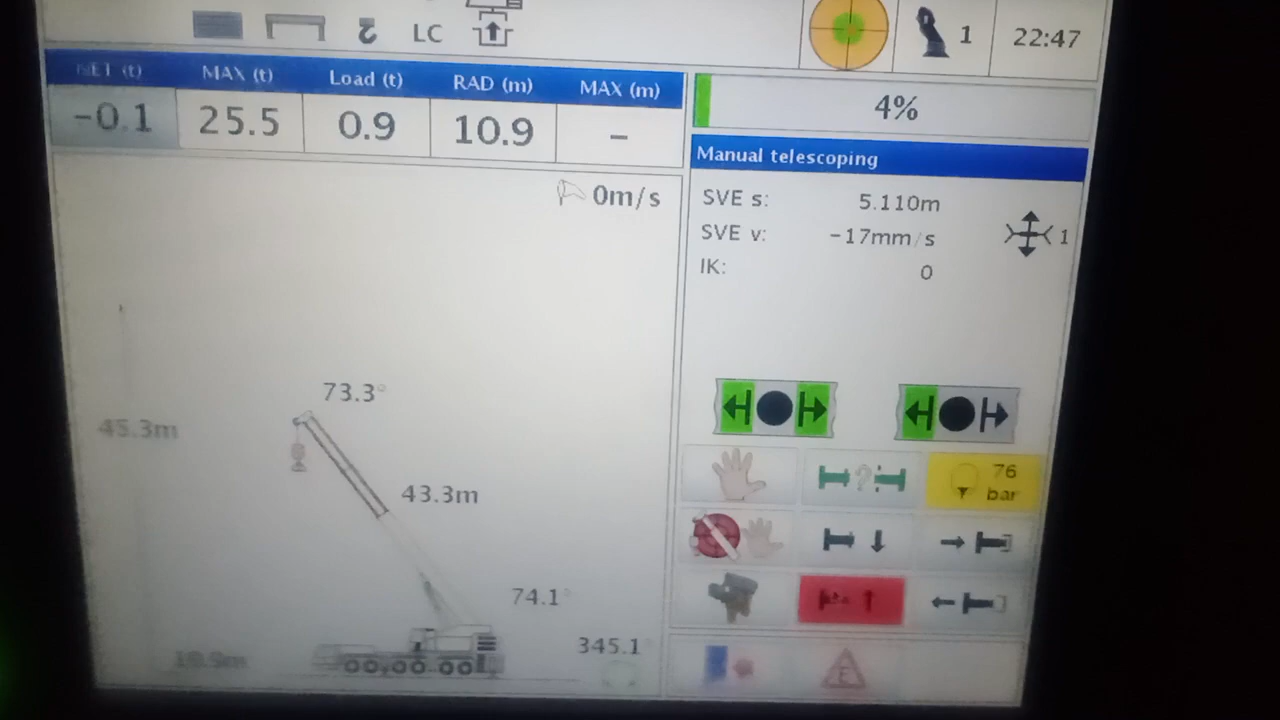 LC
1
22:47
NET (t) MAX (t) Load (t) RAD (m) MAX (m)
-0.1 25.5 0.9 10.9 -
4%
Manual telescoping
0m/s
SVE s: 5.110m
SVE v: -17mm/s
1
IK: 0
73.3°
45.3m
43.3m
76
bar
74.1°
345.1°
E